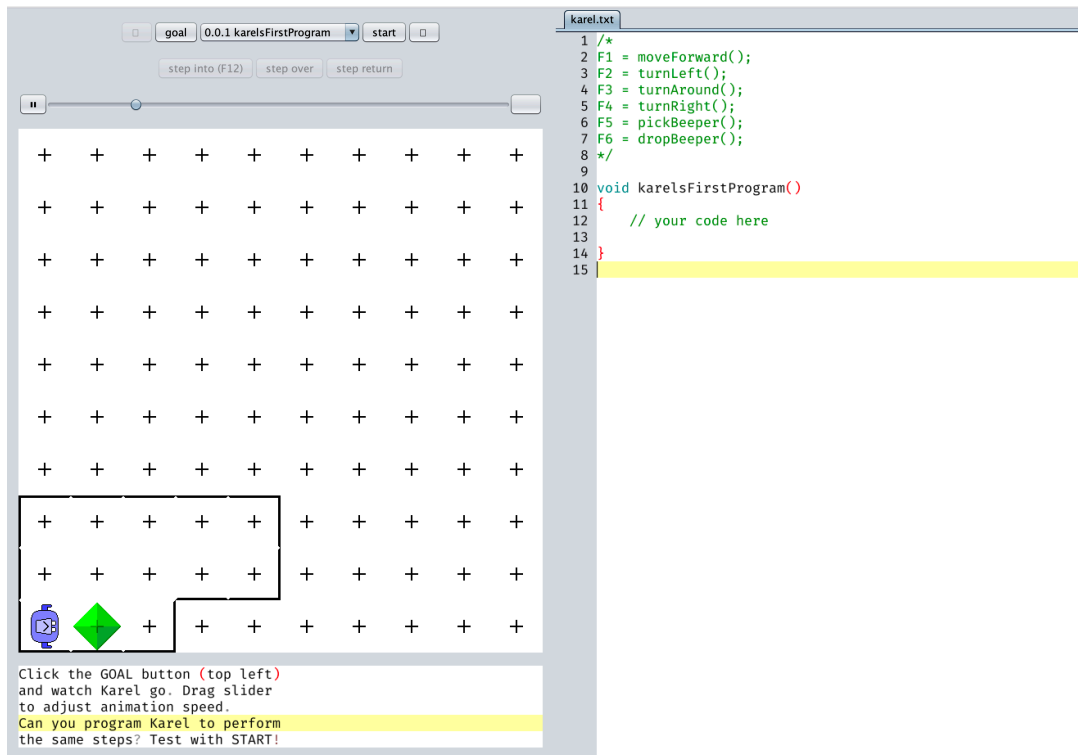 goal 0.0.1 karelsFirstProgram start
step into (F12) step over step return
Click the GOAL button (top left)
and watch Karel go. Drag slider
to adjust animation speed.
Can you program Karel to perform
the same steps? Test with START!
karel.txt
1 /*
2 F1 = moveForward();
3 F2 = turnLeft();
4 F3 = turnAround();
5 F4 = turnRight();
6 F5 = pickBeeper();
7 F6 = dropBeeper();
8 */
9
10 void karelsFirstProgram()
11 {
12     // your code here
13
14 }
15